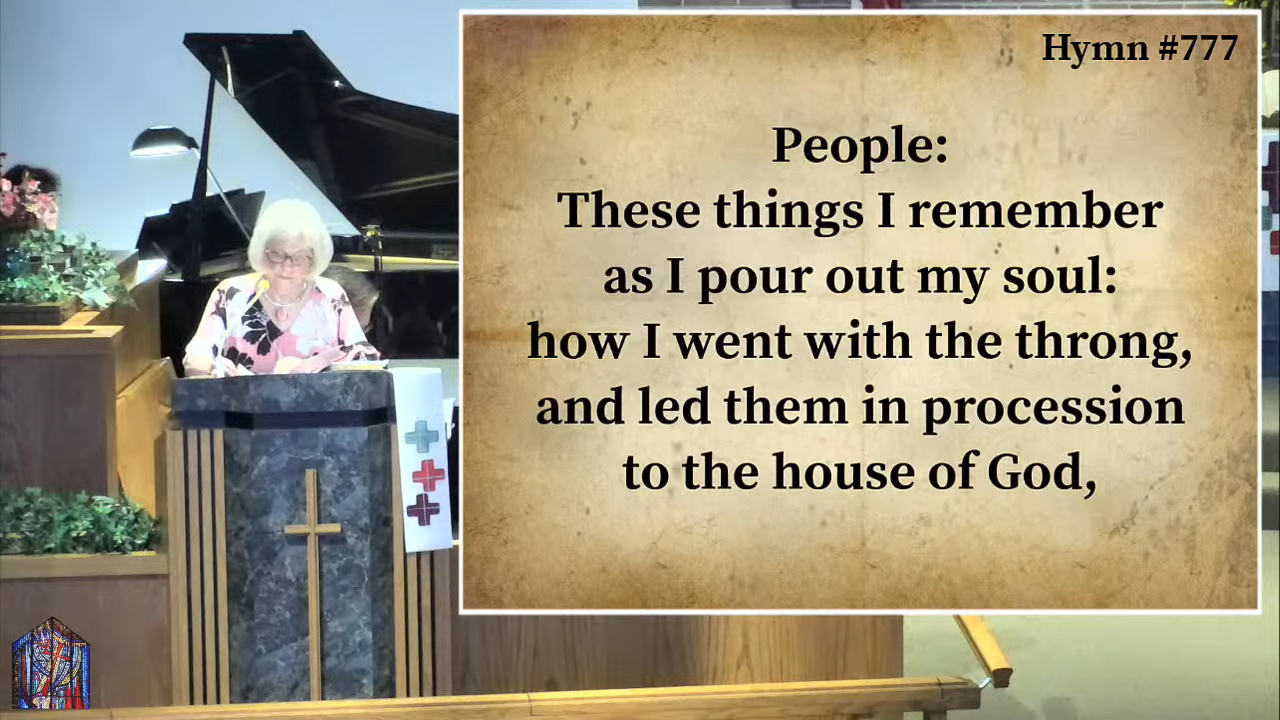 Hymn #777
People:
These things I remember
as I pour out my soul:
how I went with the throng,
and led them in procession
to the house of God,